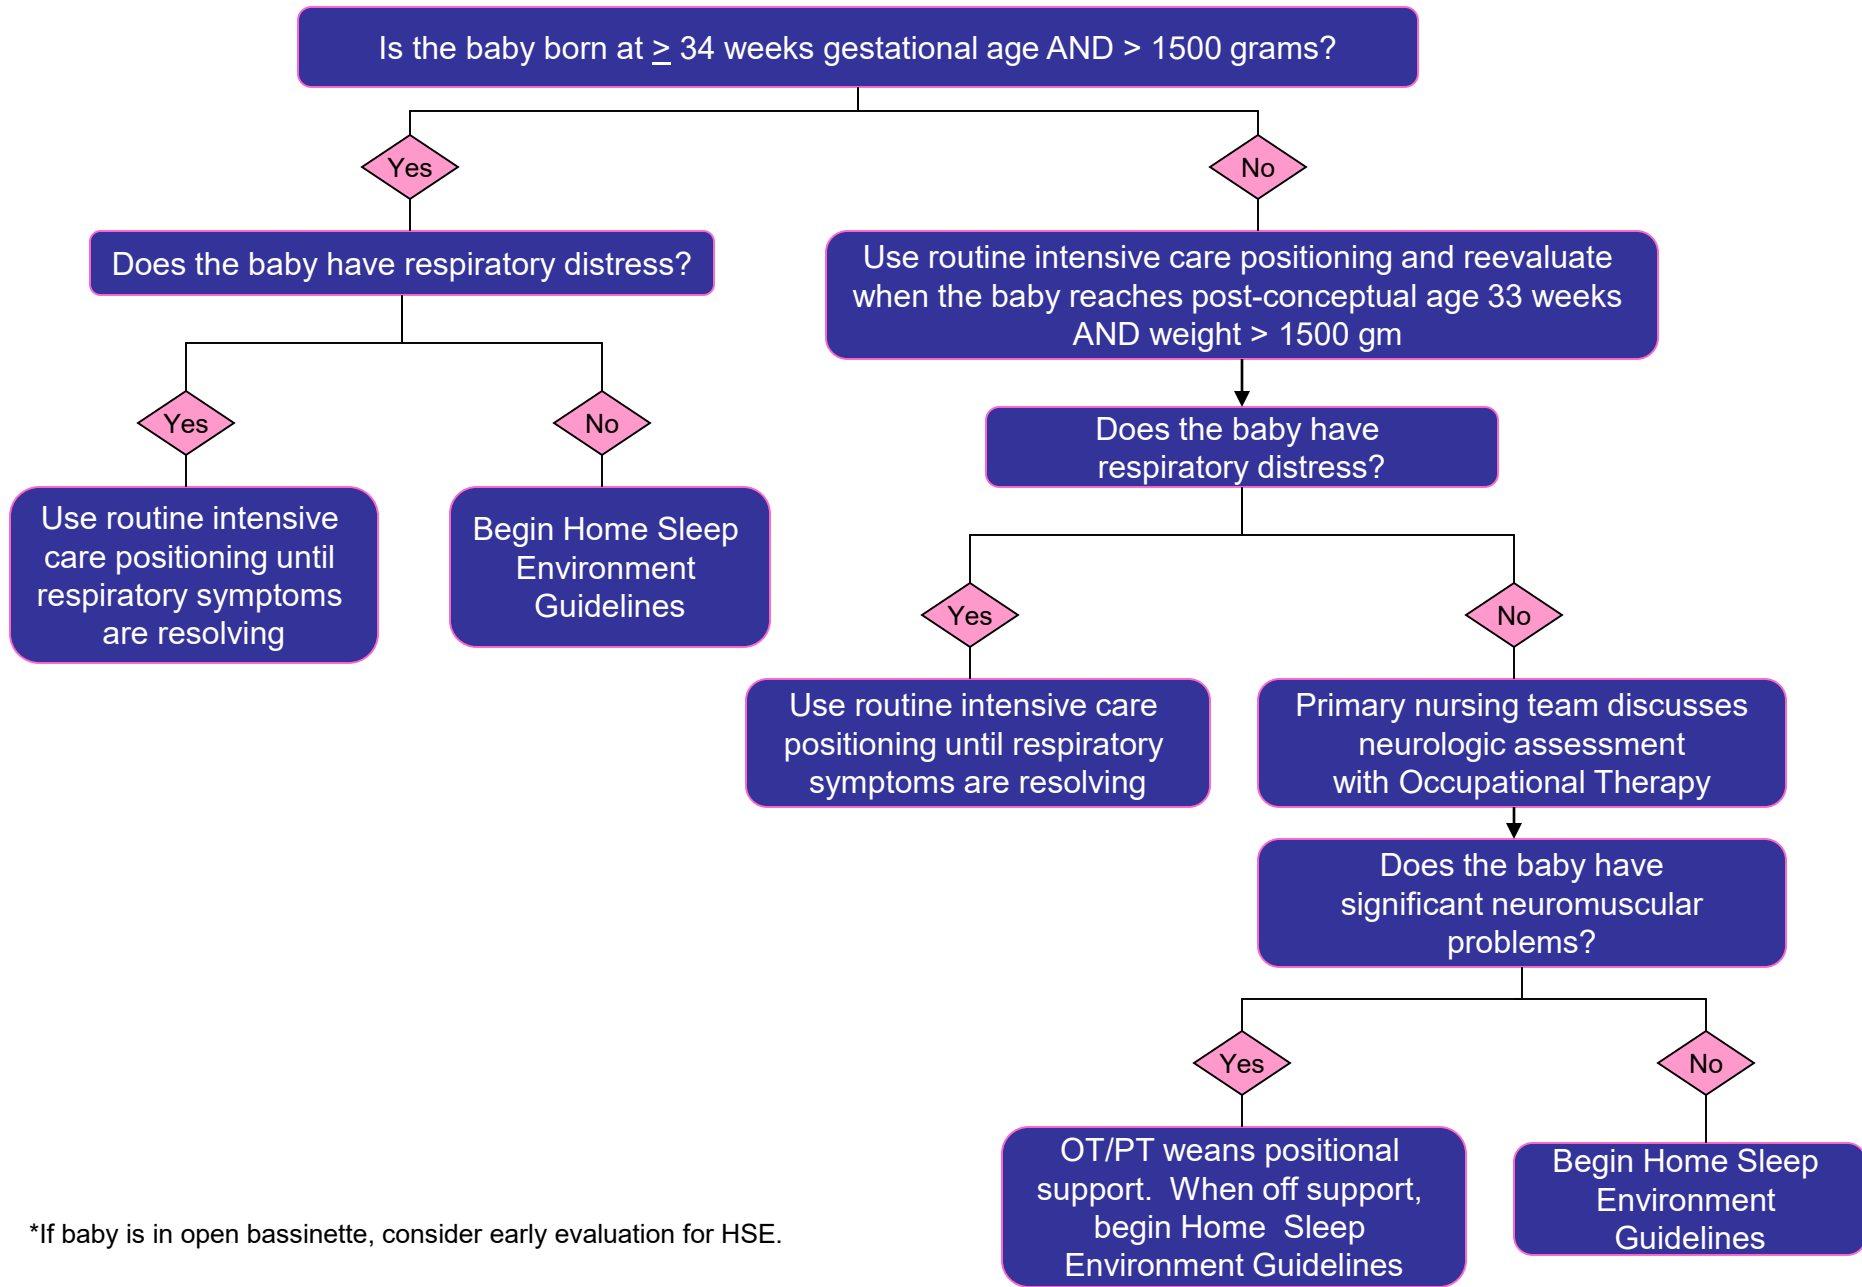 Is the baby born at ≥ 34 weeks gestational age AND > 1500 grams?
Yes
No
Does the baby have respiratory distress?
Use routine intensive care positioning and reevaluate
when the baby reaches post-conceptual age 33 weeks
AND weight > 1500 gm
Yes
No
Does the baby have
respiratory distress?
Use routine intensive
care positioning until
respiratory symptoms
are resolving
Begin Home Sleep
Environment
Guidelines
Yes
No
Use routine intensive care
positioning until respiratory
symptoms are resolving
Primary nursing team discusses
neurologic assessment
with Occupational Therapy
Does the baby have
significant neuromuscular
problems?
Yes
No
OT/PT weans positional
support.  When off support,
begin Home  Sleep
Environment Guidelines
Begin Home Sleep
Environment
Guidelines
*If baby is in open bassinette, consider early evaluation for HSE.